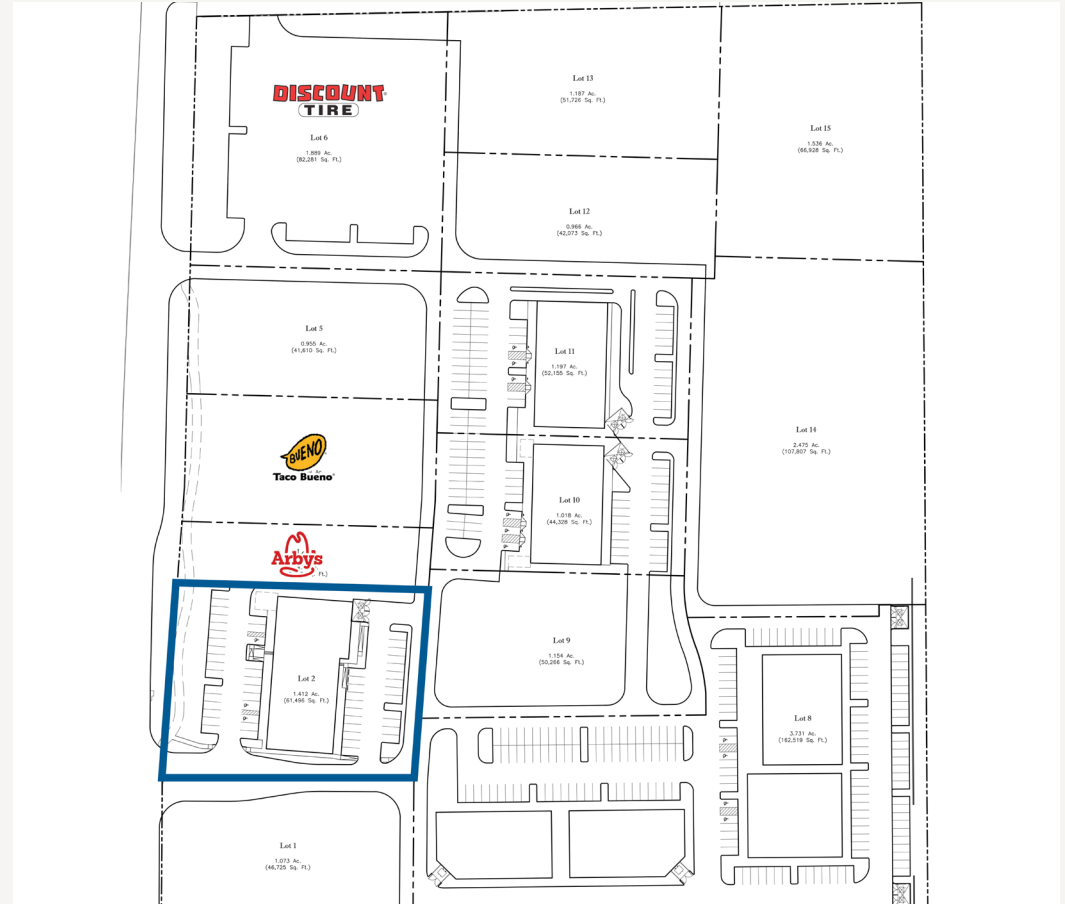 DISCOUNT
TIRE
Lot 6
1.889 Ac.
(82,281 Sq. Ft.)
Lot 13
1.187 Ac.
(51,726 Sq. Ft.)
Lot 15
1.536 Ac.
(66,928 Sq. Ft.)
Lot 12
0.966 Ac.
(42,073 Sq. Ft.)
Lot 5
0.955 Ac.
(41,610 Sq. Ft.)
Lot 11
1.197 Ac.
(52,155 Sq. Ft.)
BUENO
Taco Bueno
Lot 14
2.475 Ac.
(107,807 Sq. Ft.)
Lot 10
1.018 Ac.
(44,328 Sq. Ft.)
Arby's
Ft.)
Lot 9
1.154 Ac.
(50,266 Sq. Ft.)
Lot 2
1.412 Ac.
(61,496 Sq. Ft.)
Lot 8
3.731 Ac.
(162,519 Sq. Ft.)
Lot 1
1.073 Ac.
(46,725 Sq. Ft.)